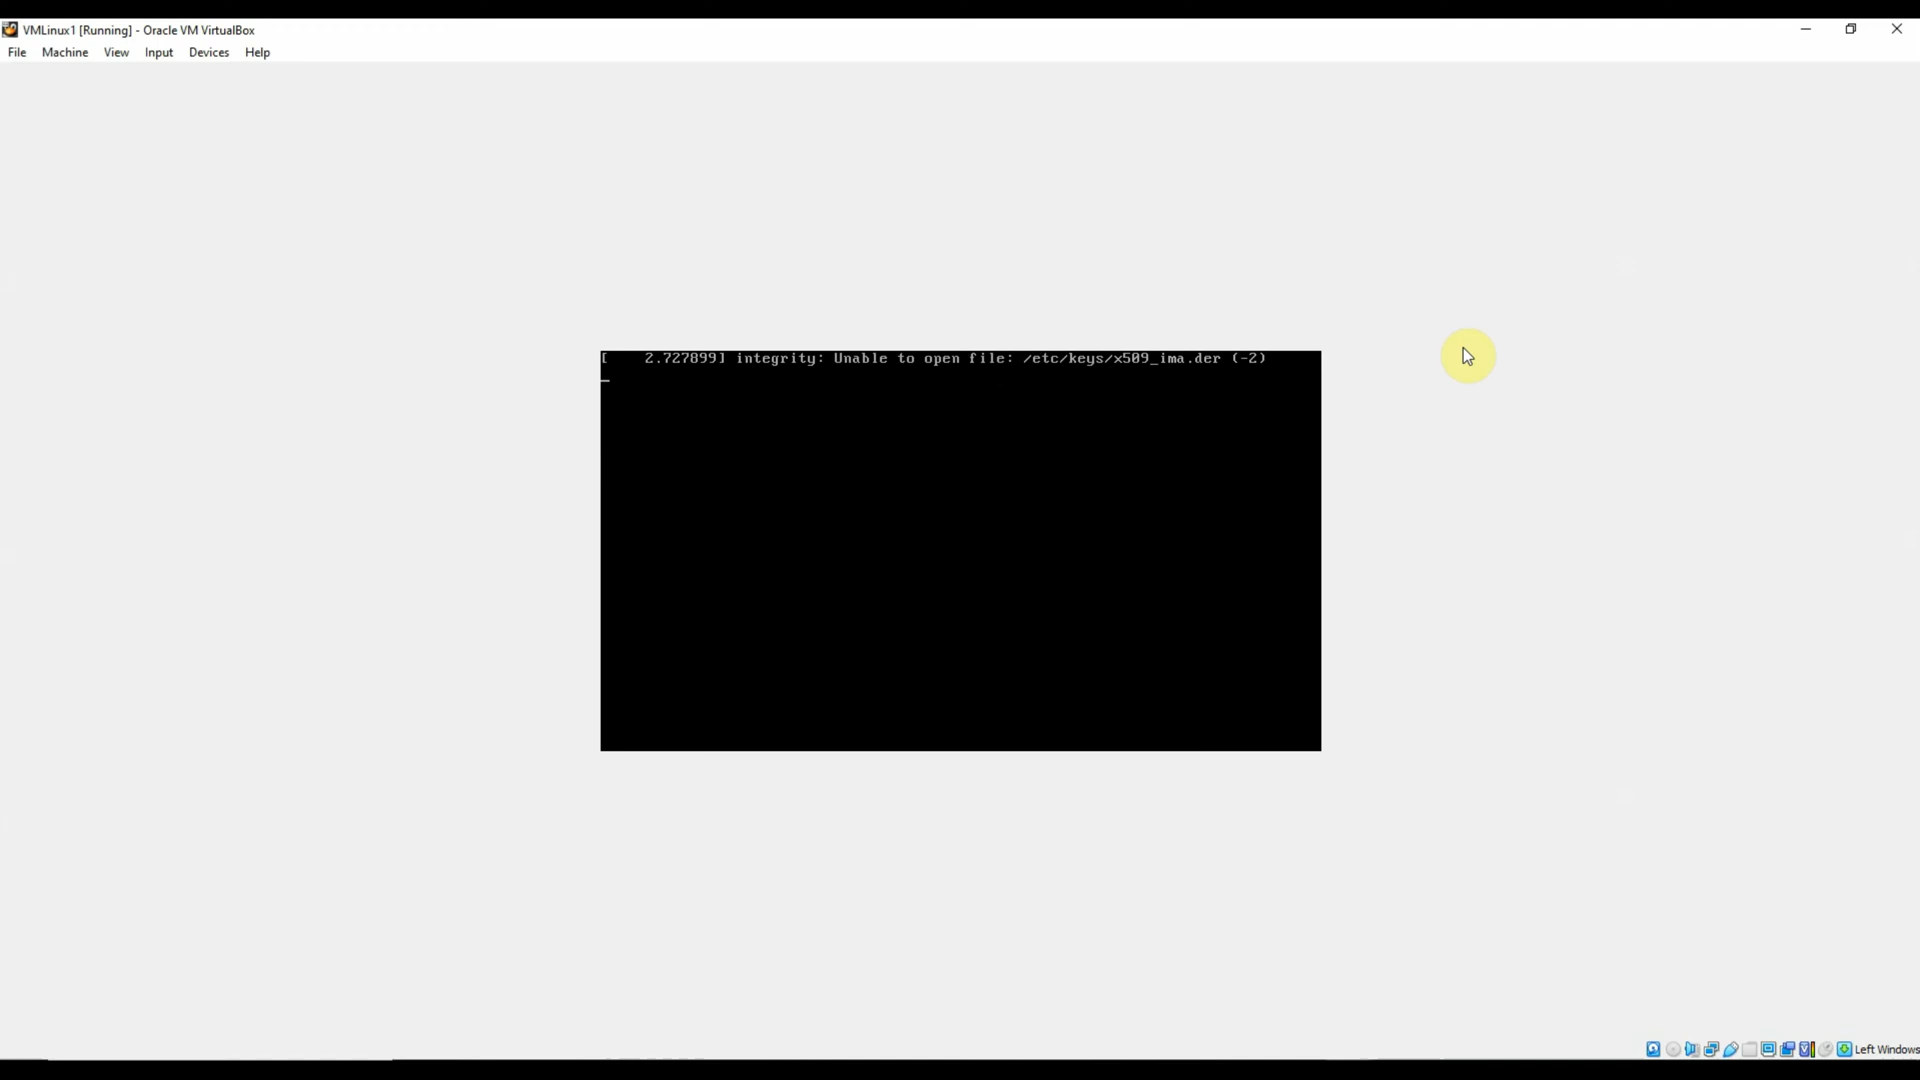 VMLinux1 [Running] - Oracle VM VirtualBox
File Machine View Input Devices Help
[    2.727899] integrity: Unable to open file: /etc/keys/x509_ima.der (-2)
Left Windows